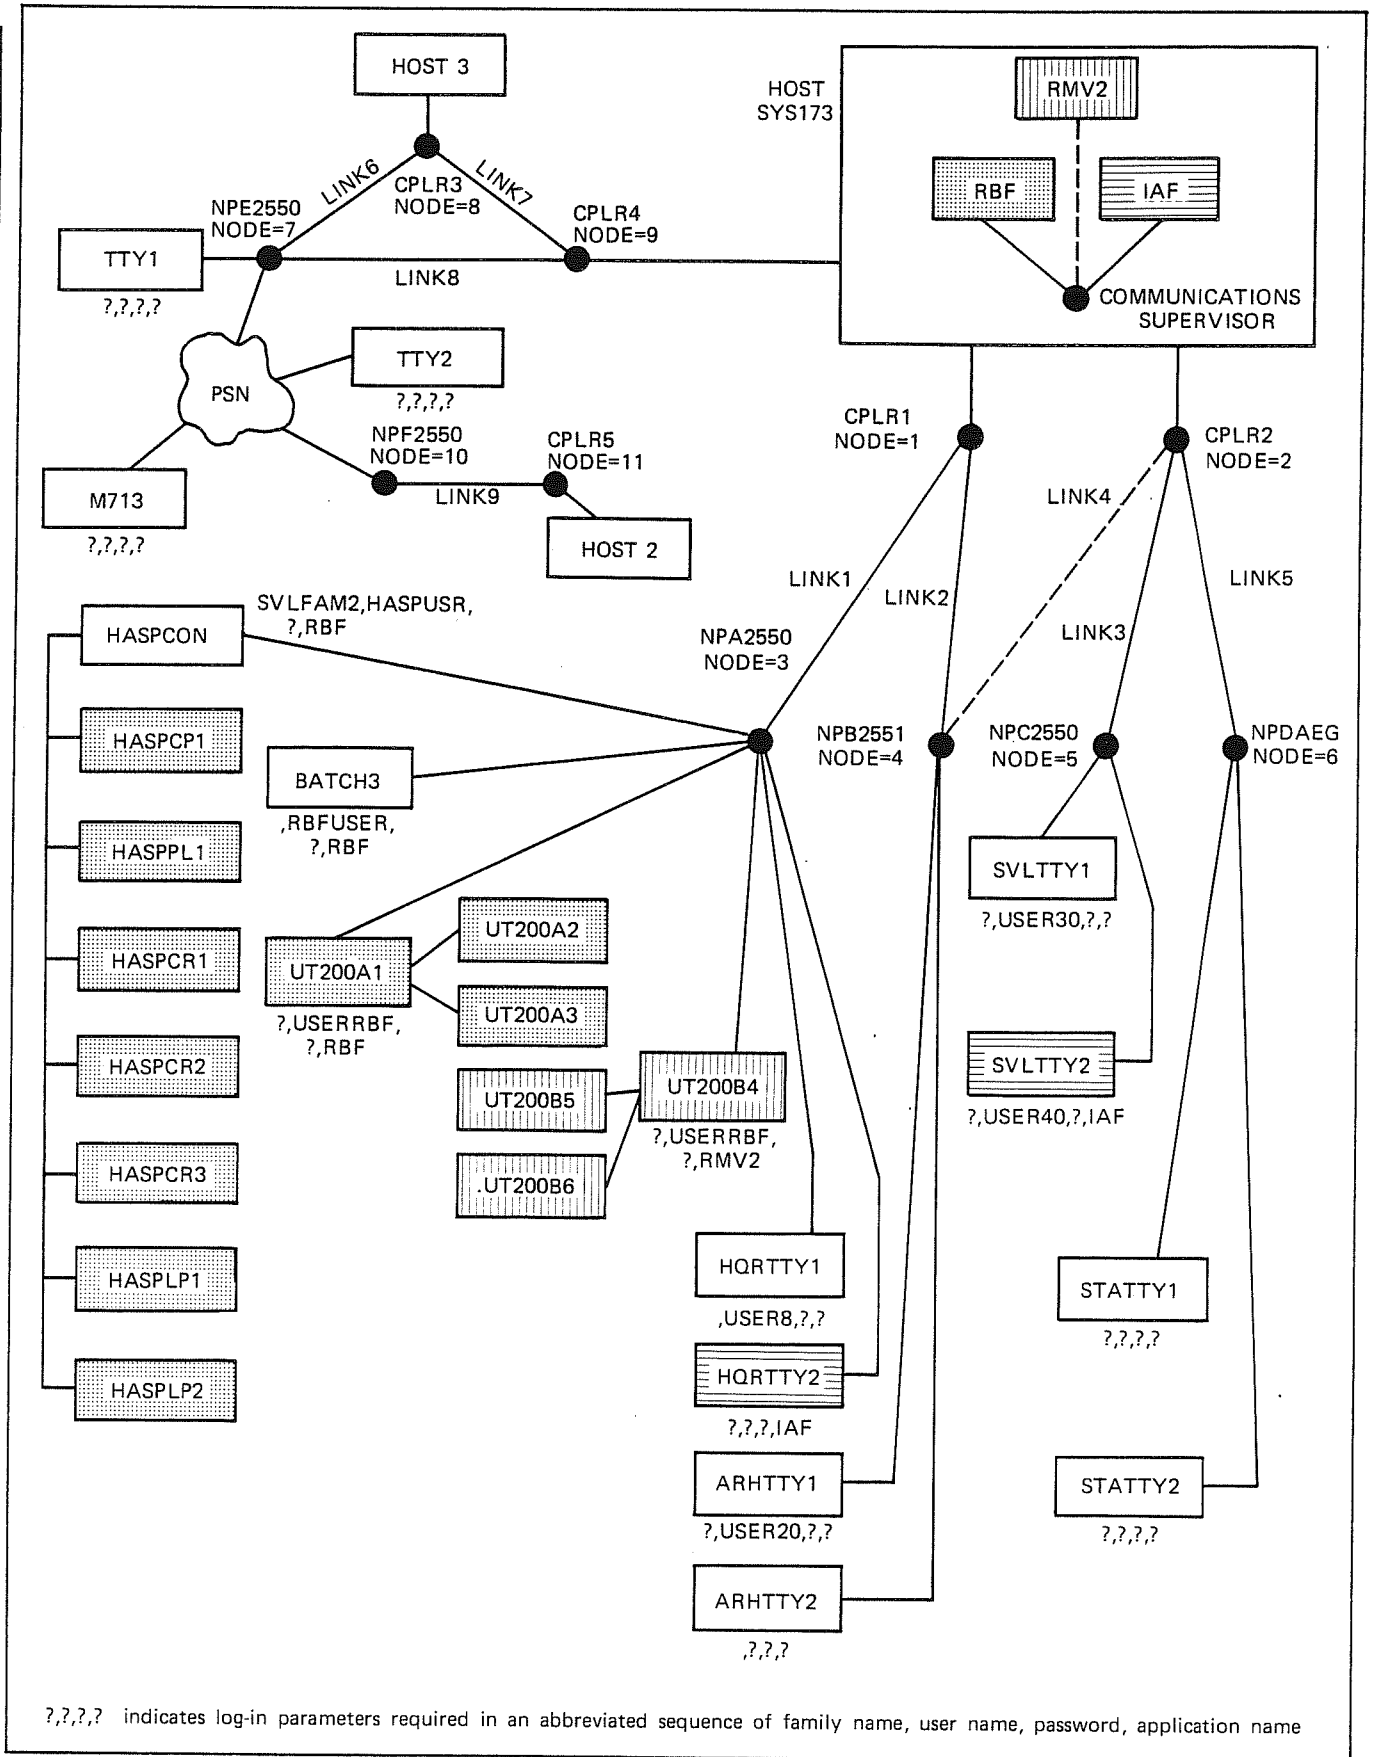 HOST 3
HOST
SYS173
RMV2
RBF
IAF
COMMUNICATIONS
SUPERVISOR
LINK6
LINK7
CPLR3
NODE=8
NPE2550
NODE=7
CPLR4
NODE=9
TTY1
?,?,?,?
LINK8
PSN
TTY2
?,?,?,?
NPF2550
NODE=10
CPLR5
NODE=11
LINK9
M713
?,?,?,?
HOST 2
CPLR1
NODE=1
CPLR2
NODE=2
LINK4
LINK1
LINK2
LINK5
LINK3
HASPCON
SVLFAM2,HASPUSR,
?,RBF
NPA2550
NODE=3
NPB2551
NODE=4
NPC2550
NODE=5
NPDAEG
NODE=6
HASPCP1
BATCH3
,RBFUSER,
?,RBF
HASPPL1
SVLTTY1
?,USER30,?,?
HASPCR1
UT200A1
?,USERRBF,
?,RBF
UT200A2
UT200A3
HASPCR2
UT200B5
UT200B4
?,USERRBF,
?,RMV2
SVLTTY2
?,USER40,?,IAF
HASPCR3
UT200B6
HASPLP1
HQRTTY1
,USER8,?,?
STATTY1
?,?,?,?
HASPLP2
HQRTTY2
?,?,?,IAF
ARHTTY1
?,USER20,?,?
STATTY2
?,?,?,?
ARHTTY2
,?,?,?
?,?,?,? indicates log-in parameters required in an abbreviated sequence of family name, user name, password, application name